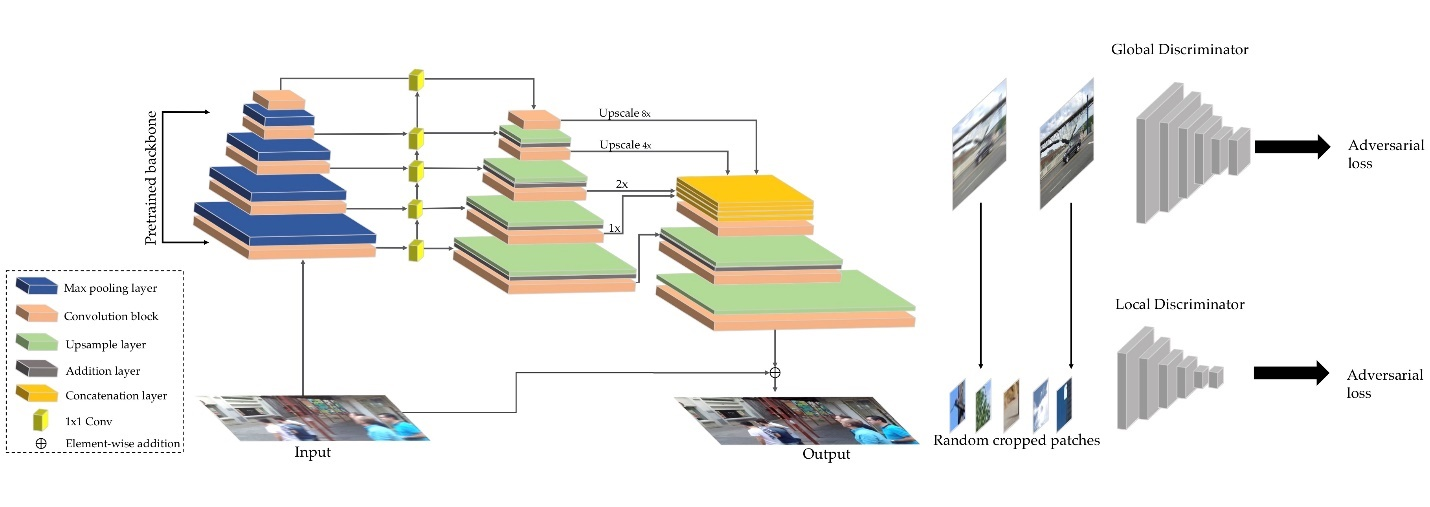 Global Discriminator
Pretrained backbone
Upscale 8x
Upscale 4x
2x
1x
Adversarial
loss
Max pooling layer
Convolution block
Upsample layer
Addition layer
Concatenation layer
1x1 Conv
Element-wise addition
Input
Output
Random cropped patches
Local Discriminator
Adversarial
loss